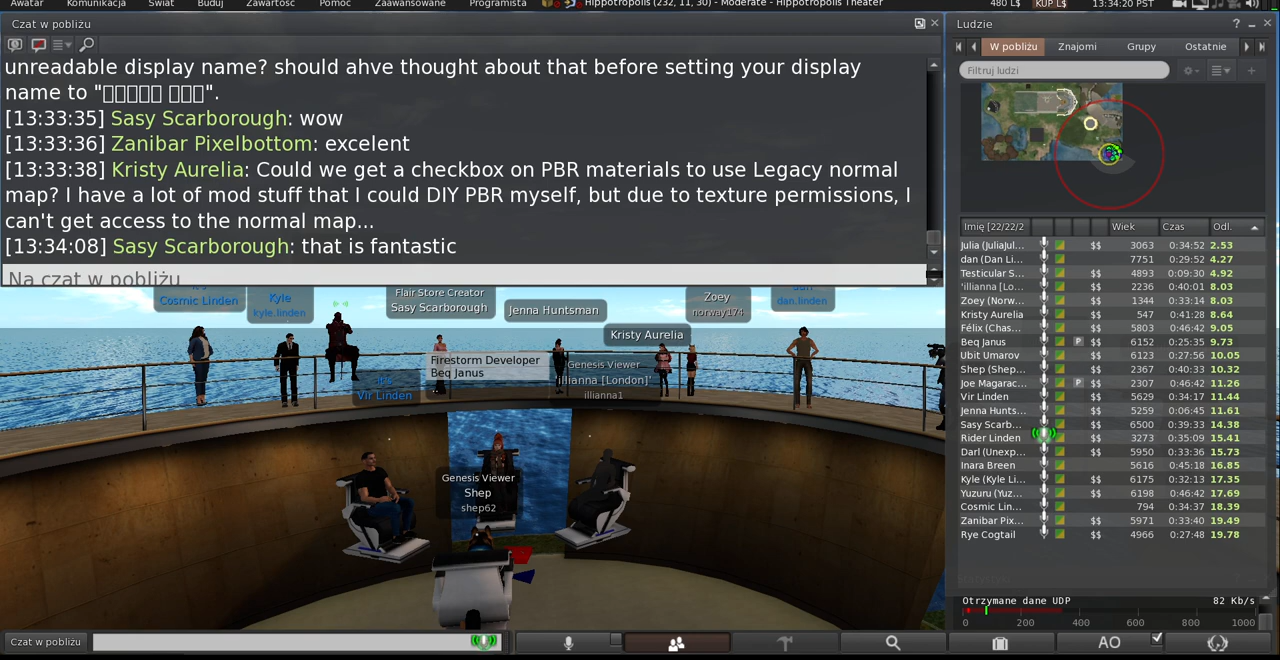 Awatar Komunikacja Świat Buduj Zawartość Pomoc Zaawansowane Programista Hippotropolis (232, 11, 30) - Moderate - Hippotropolis Theater 480 L$ KUP L$ 13:34:20 PST
Czat w pobliżu
unreadable display name? should ahve thought about that before setting your display
name to "▯▯▯▯▯ ▯▯▯".
[13:33:35] Sasy Scarborough: wow
[13:33:36] Zanibar Pixelbottom: excelent
[13:33:38] Kristy Aurelia: Could we get a checkbox on PBR materials to use Legacy normal
map? I have a lot of mod stuff that I could DIY PBR myself, but due to texture permissions, I
can't get access to the normal map...
[13:34:08] Sasy Scarborough: that is fantastic
Na czat w pobliżu
Cosmic Linden
Kyle
kyle.linden
Flair Store Creator
Sasy Scarborough
Jenna Huntsman
Zoey
norway174
dan.linden
Kristy Aurelia
Firestorm Developer
Beq Janus
Vir Linden
Genesis Viewer
'illianna [London]'
illianna1
Genesis Viewer
Shep
shep62
Ludzie
W pobliżu Znajomi Grupy Ostatnie
Filtruj ludzi
Imię [22/22/2 Wiek Czas Odl.
Julia (JuliaJul... $$ 3063 0:34:52 2.53
dan (Dan Li... 7751 0:29:52 4.27
Testicular S... $$ 4893 0:09:30 4.92
'illianna [Lo... $$ 2236 0:40:01 8.03
Zoey (Norw... $$ 1344 0:33:14 8.03
Kristy Aurelia $$ 547 0:41:28 8.64
Félix (Chas... $$ 5803 0:46:42 9.05
Beq Janus P $$ 6152 0:25:35 9.73
Ubit Umarov $$ 6123 0:27:56 10.05
Shep (Shep... $$ 2367 0:40:33 10.32
Joe Magarac... P $$ 2307 0:46:42 11.26
Vir Linden $$ 5629 0:34:17 11.44
Jenna Hunts... $$ 5259 0:06:45 11.61
Sasy Scarb... $$ 6500 0:39:33 14.38
Rider Linden $$ 3273 0:35:09 15.41
Darl (Unexp... $$ 5950 0:33:36 15.73
Inara Breen 5616 0:45:18 16.85
Kyle (Kyle Li... $$ 6175 0:32:13 17.35
Yuzuru (Yuz... $$ 6198 0:46:42 17.69
Cosmic Lin... 794 0:34:37 18.39
Zanibar Pix... $$ 5971 0:33:40 19.49
Rye Cogtail $$ 4966 0:27:48 19.78
Otrzymane dane UDP 82 Kb/s
0 200 400 600 800 1000
Czat w pobliżu
AO